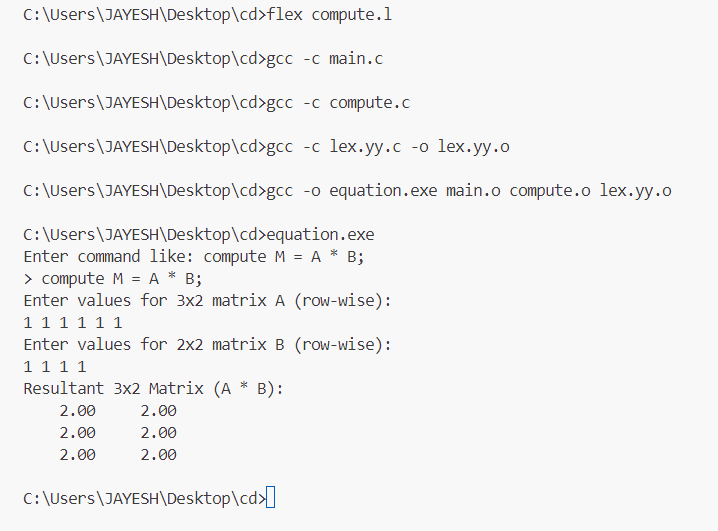 C:\Users\JAYESH\Desktop\cd>flex compute.l
C:\Users\JAYESH\Desktop\cd>gcc -c main.c
C:\Users\JAYESH\Desktop\cd>gcc -c compute.c
C:\Users\JAYESH\Desktop\cd>gcc -c lex.yy.c -o lex.yy.o
C:\Users\JAYESH\Desktop\cd>gcc -o equation.exe main.o compute.o lex.yy.o
C:\Users\JAYESH\Desktop\cd>equation.exe
Enter command like: compute M = A * B;
> compute M = A * B;
Enter values for 3x2 matrix A (row-wise):
1 1 1 1 1 1
Enter values for 2x2 matrix B (row-wise):
1 1 1 1
Resultant 3x2 Matrix (A * B):
    2.00     2.00
    2.00     2.00
    2.00     2.00
C:\Users\JAYESH\Desktop\cd>